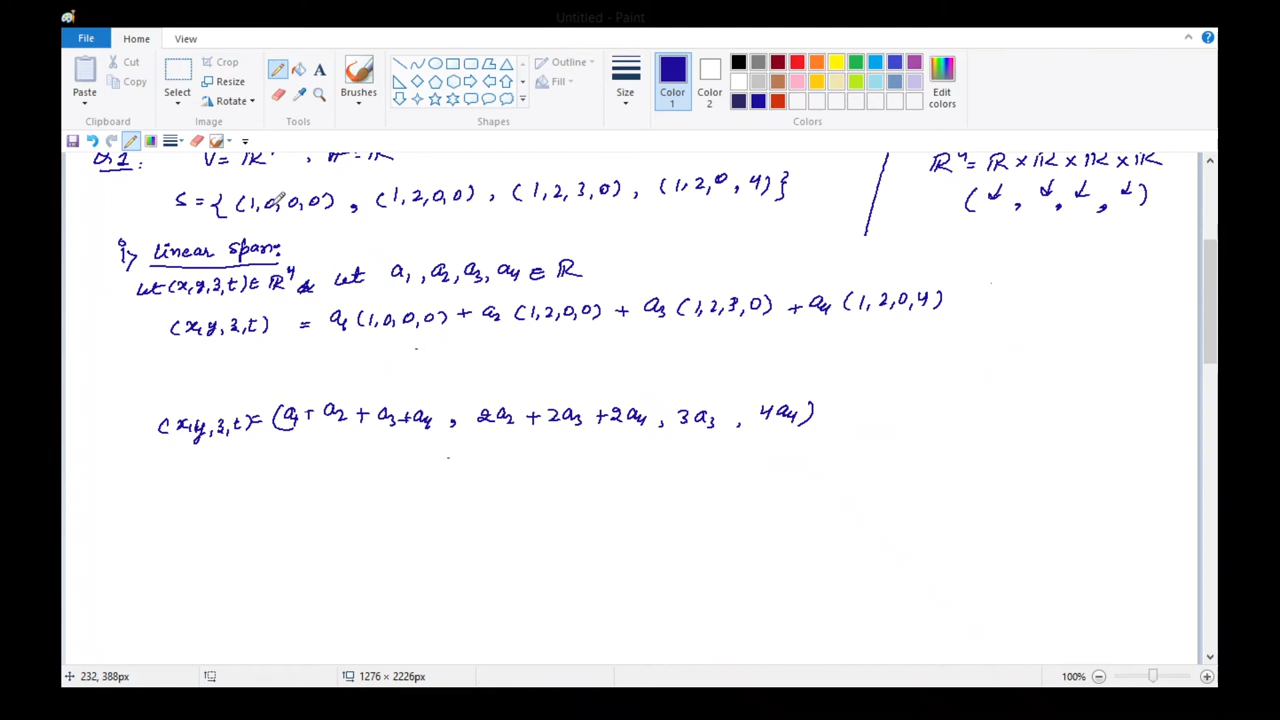 Untitled - Paint
File Home View
Cut
Copy
Paste
Clipboard
Select
Crop
Resize
Rotate
Image
Tools
Brushes
Outline
Fill
Shapes
Size
Color 1
Color 2
Edit colors
Colors
Q.1: V = ℝ⁴, F = ℝ
S = { (1,0,0,0), (1,2,0,0), (1,2,3,0), (1,2,0,4) }
ℝ⁴ = ℝ × ℝ × ℝ × ℝ
(↓, ↓, ↓, ↓)
i) linear span:
Let (x,y,z,t) ∈ ℝ⁴ & let a₁, a₂, a₃, a₄ ∈ ℝ
(x,y,z,t) = a₁(1,0,0,0) + a₂(1,2,0,0) + a₃(1,2,3,0) + a₄(1,2,0,4)
(x,y,z,t) = (a₁ + a₂ + a₃ + a₄, 2a₂ + 2a₃ + 2a₄, 3a₃, 4a₄)
232, 388px
1276 × 2226px
100%